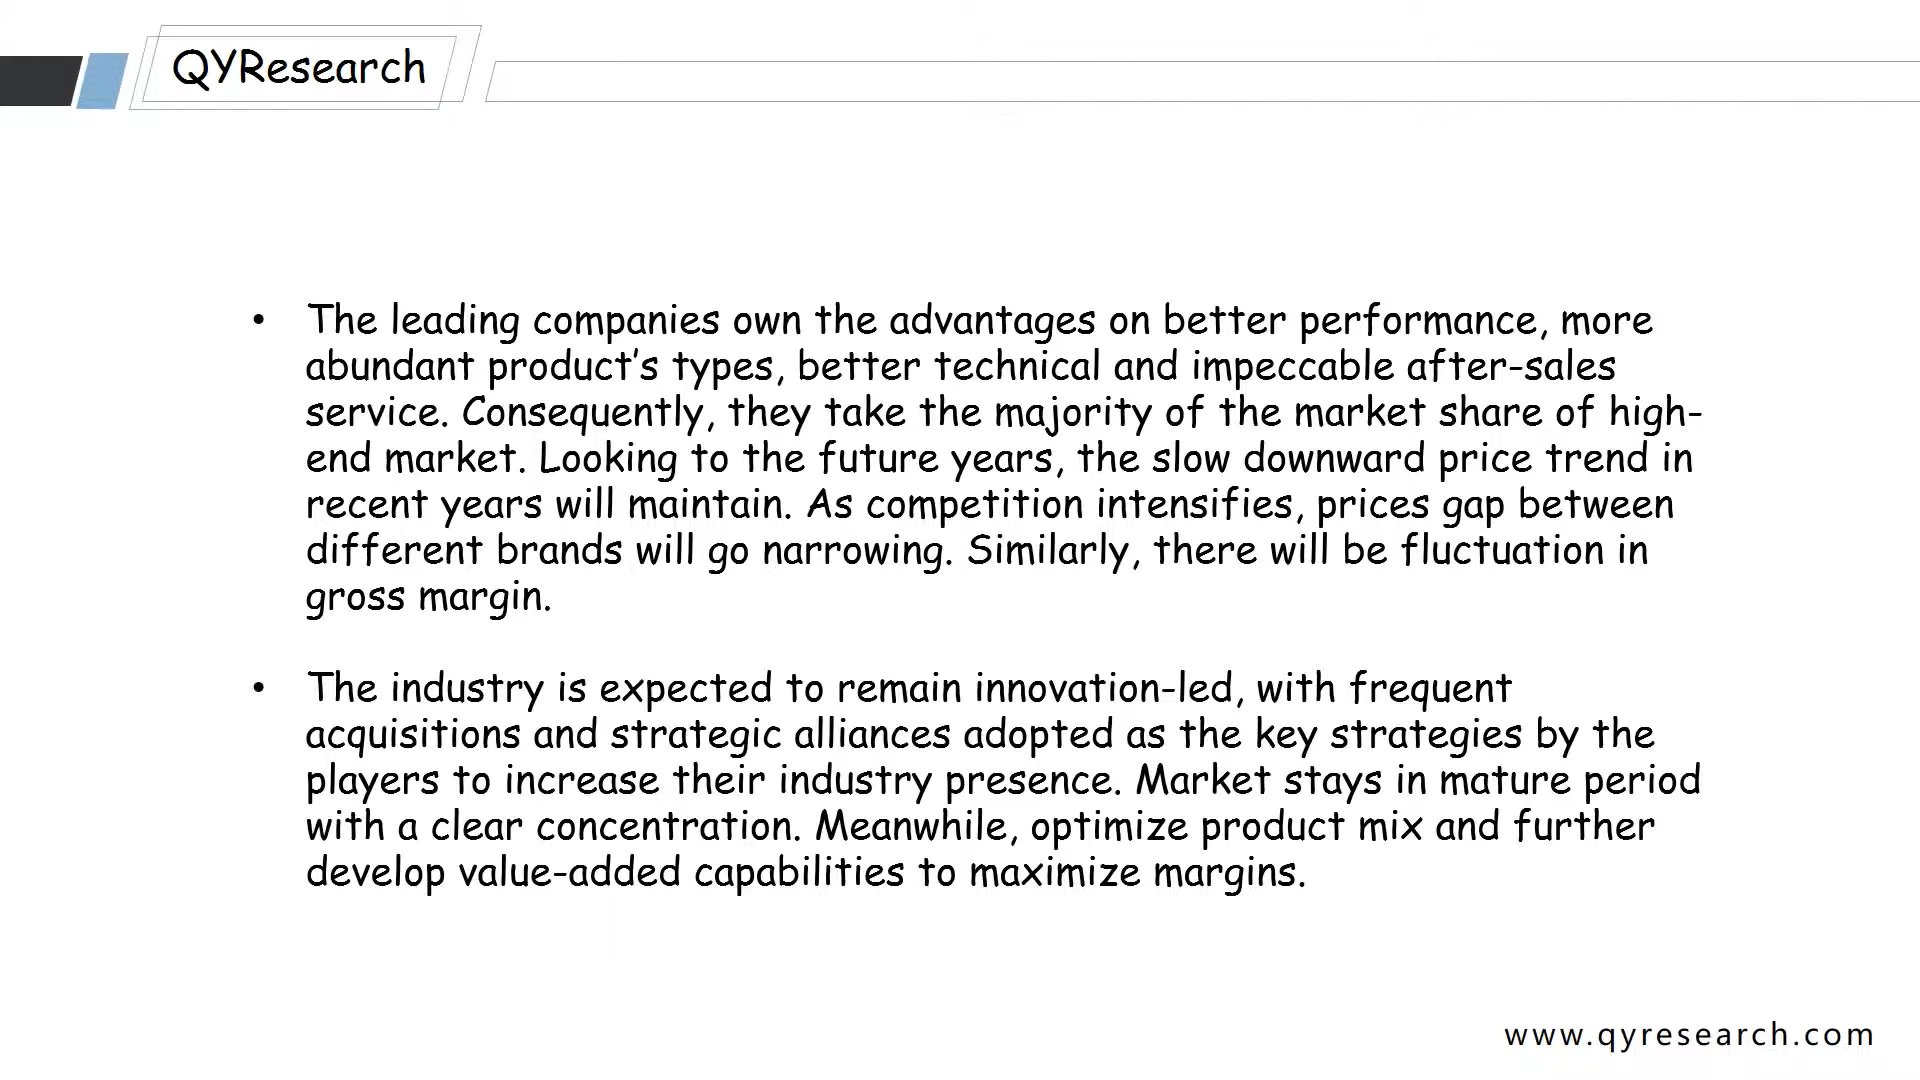 QYResearch
• The leading companies own the advantages on better performance, more
abundant product’s types, better technical and impeccable after-sales
service. Consequently, they take the majority of the market share of high-
end market. Looking to the future years, the slow downward price trend in
recent years will maintain. As competition intensifies, prices gap between
different brands will go narrowing. Similarly, there will be fluctuation in
gross margin.
• The industry is expected to remain innovation-led, with frequent
acquisitions and strategic alliances adopted as the key strategies by the
players to increase their industry presence. Market stays in mature period
with a clear concentration. Meanwhile, optimize product mix and further
develop value-added capabilities to maximize margins.
www.qyresearch.com